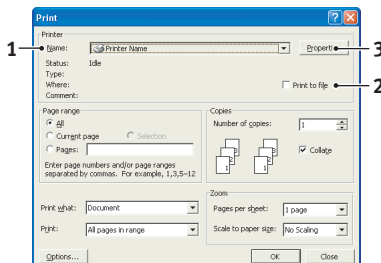 Print
Printer
1 Name: Printer Name Properti 3
Status: Idle
Type:
Where: Print to file 2
Comment:
Page range Copies
All Number of copies: 1
Current page Selection
Pages: Collate
Enter page numbers and/or page ranges
separated by commas. For example, 1,3,5–12
Zoom
Print what: Document Pages per sheet: 1 page
Print: All pages in range Scale to paper size: No Scaling
Options... OK Close